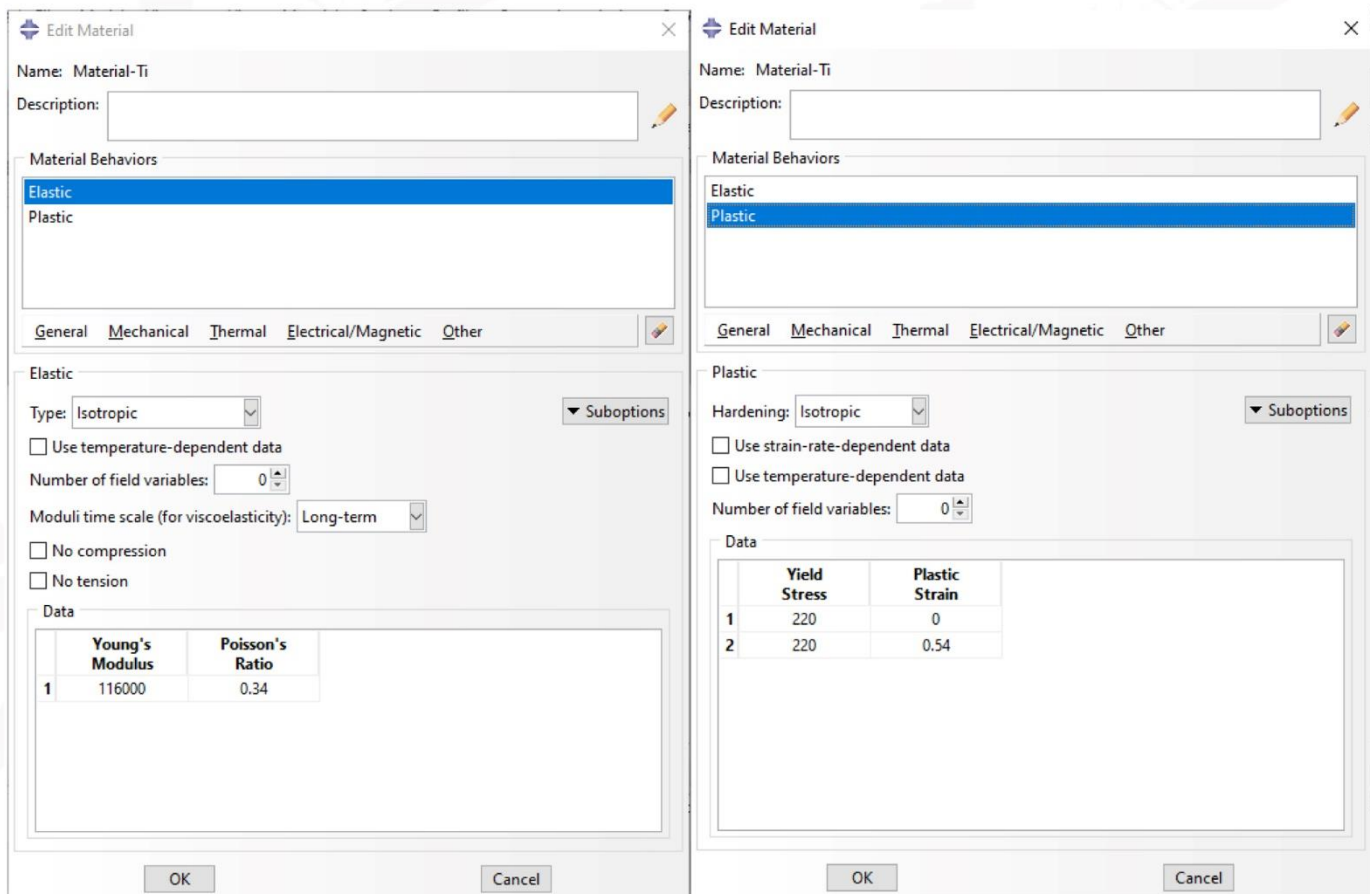 Edit Material
Name: Material-Ti
Description:
Material Behaviors
Elastic
Plastic
General Mechanical Thermal Electrical/Magnetic Other
Elastic
Type: Isotropic
Suboptions
Use temperature-dependent data
Number of field variables: 0
Moduli time scale (for viscoelasticity): Long-term
No compression
No tension
Data
Young's Poisson's
Modulus Ratio
1 116000 0.34
OK Cancel
Edit Material
Name: Material-Ti
Description:
Material Behaviors
Elastic
Plastic
General Mechanical Thermal Electrical/Magnetic Other
Plastic
Hardening: Isotropic
Suboptions
Use strain-rate-dependent data
Use temperature-dependent data
Number of field variables: 0
Data
Yield Plastic
Stress Strain
1 220 0
2 220 0.54
OK Cancel